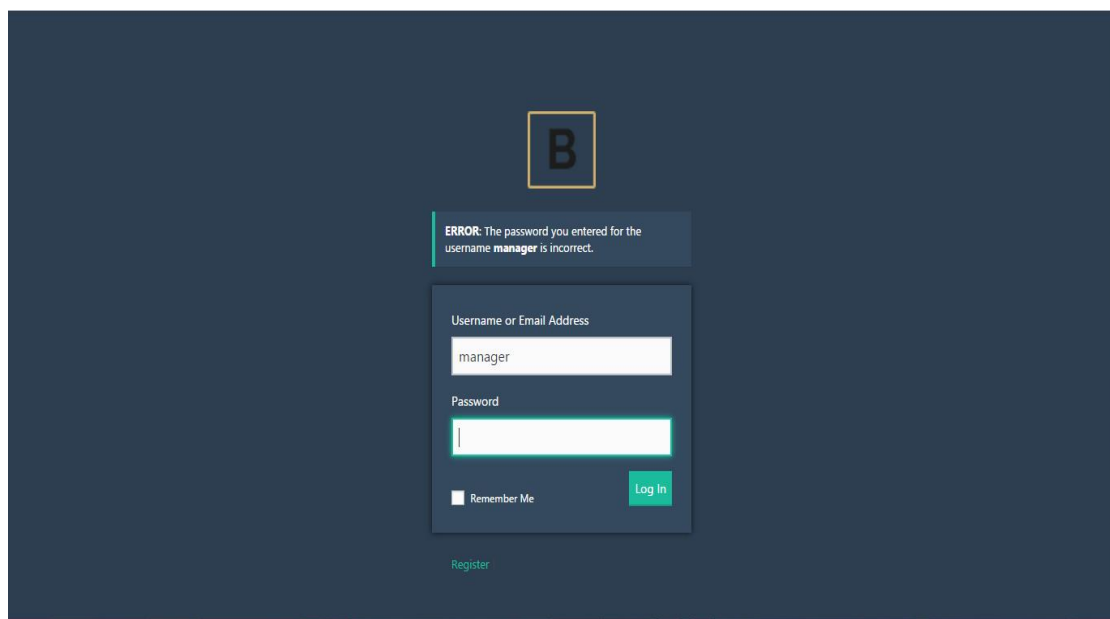 B
ERROR: The password you entered for the
username manager is incorrect.
Username or Email Address
manager
Password
Remember Me
Log In
Register